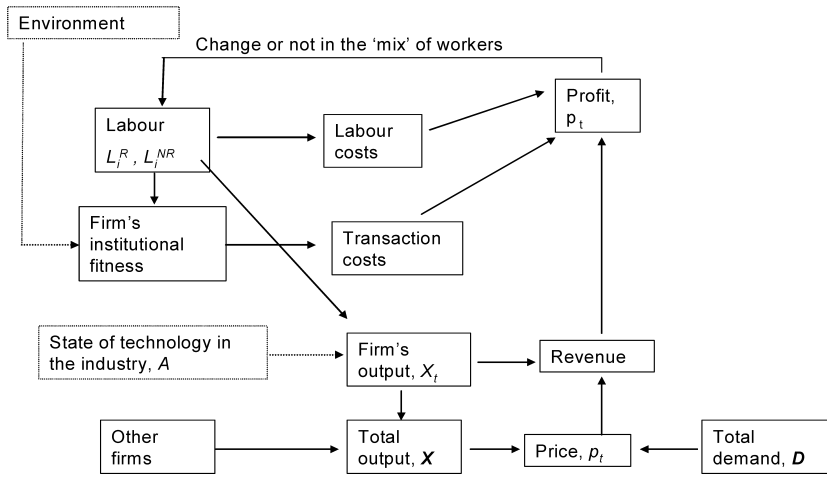 Environment
Change or not in the ‘mix’ of workers
Profit,
p t
Labour
L_i^R , L_i^NR
Labour
costs
Firm’s
institutional
fitness
Transaction
costs
State of technology in
the industry, A
Firm’s
output, X_t
Revenue
Other
firms
Total
output, X
Price, p_t
Total
demand, D